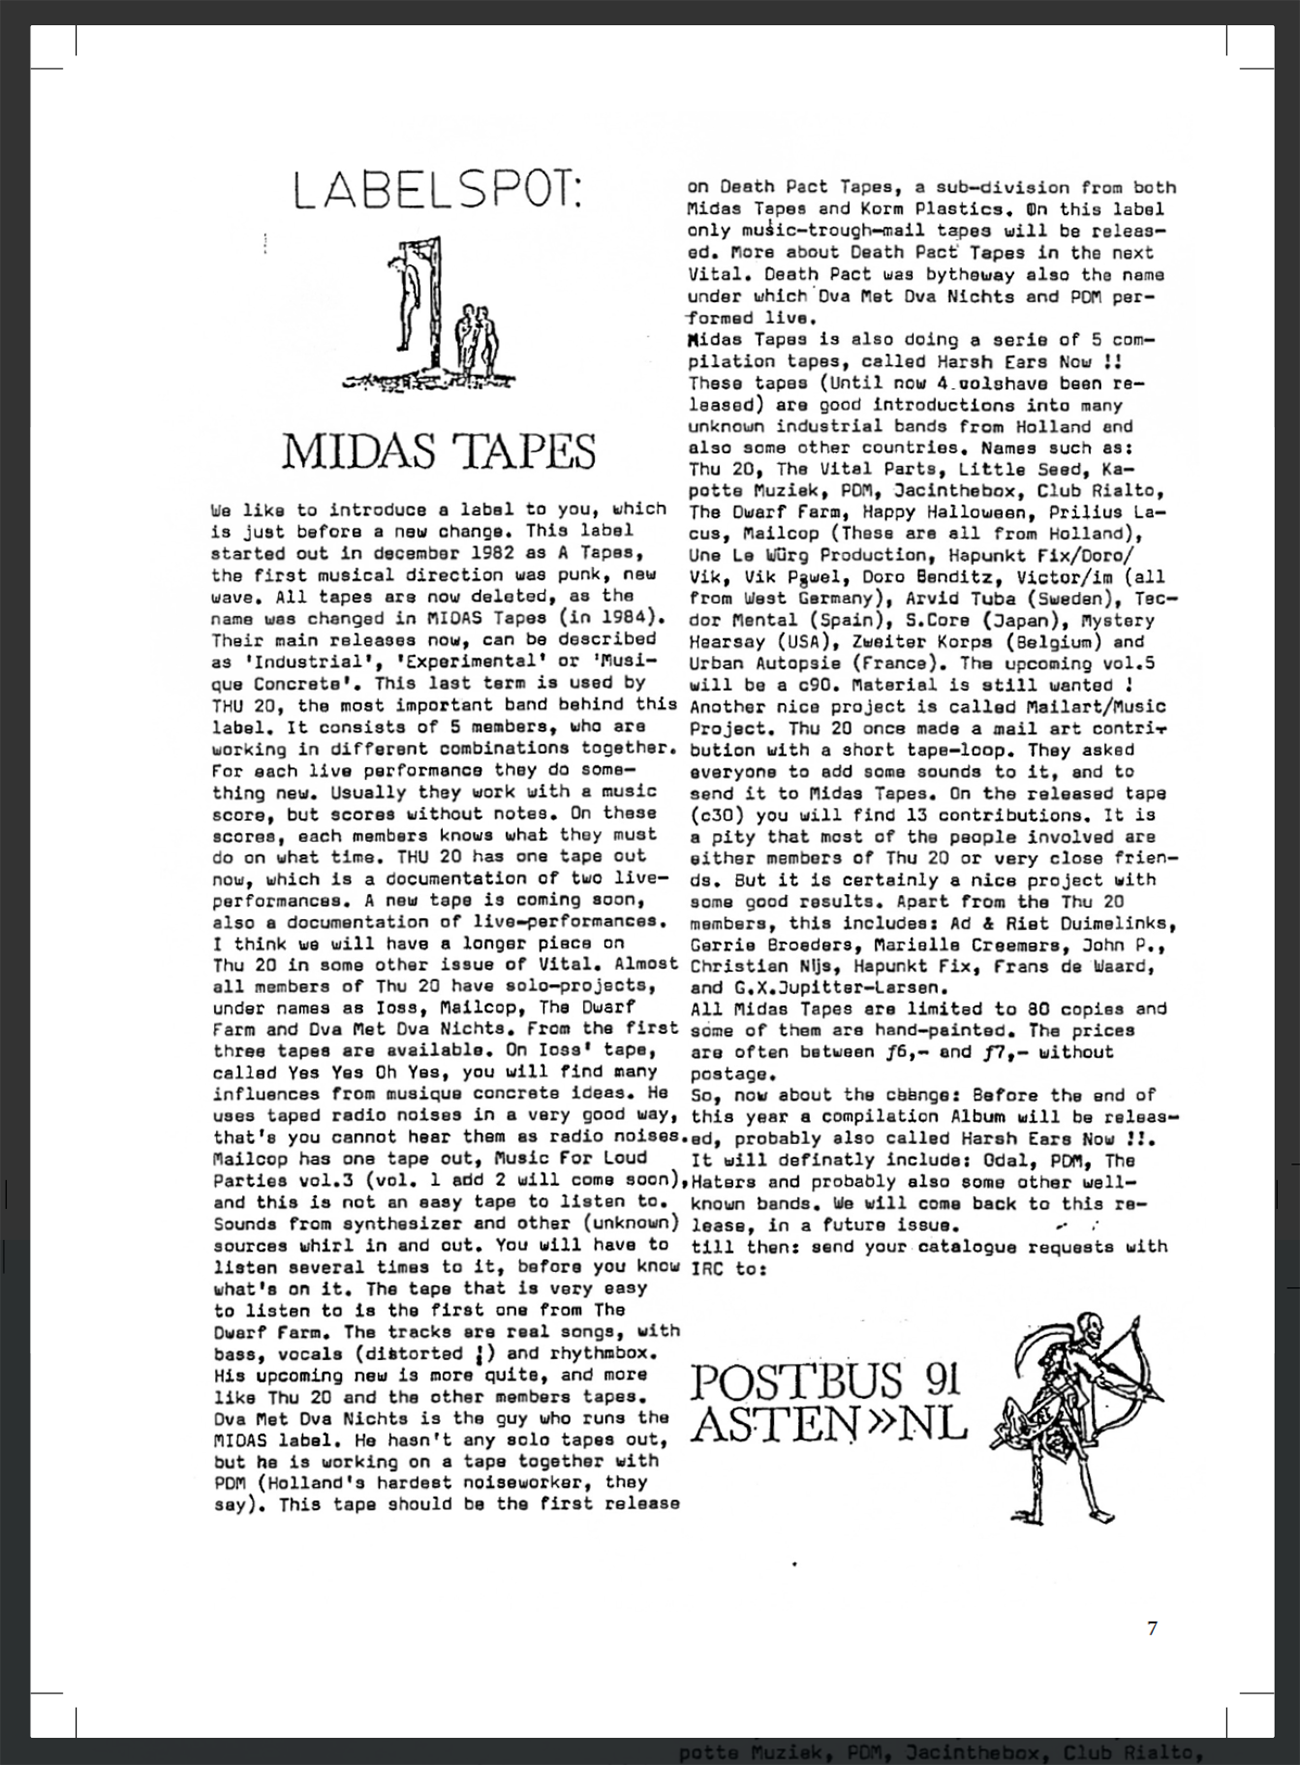 LABELSPOT:
MIDAS TAPES
We like to introduce a label to you, which
is just before a new change. This label
started out in december 1982 as A Tapes,
the first musical direction was punk, new
wave. All tapes are now deleted, as the
name was changed in MIDAS Tapes (in 1984).
Their main releases now, can be described
as 'Industrial', 'Experimental' or 'Musi-
que Concrete'. This last term is used by
THU 20, the most important band behind this
label. It consists of 5 members, who are
working in different combinations together.
For each live performance they do some-
thing new. Usually they work with a music
score, but scores without notes. On these
scores, each members knows what they must
do on what time. THU 20 has one tape out
now, which is a documentation of two live-
performances. A new tape is coming soon,
also a documentation of live-performances.
I think we will have a longer piece on
Thu 20 in some other issue of Vital. Almost
all members of Thu 20 have solo-projects,
under names as Ioss, Mailcop, The Dwarf
Farm and Dva Met Dva Nichts. From the first
three tapes are available. On Ioss' tape,
called Yes Yes Oh Yes, you will find many
influences from musique concrete ideas. He
uses taped radio noises in a very good way,
that's you cannot hear them as radio noises.
Mailcop has one tape out, Music For Loud
Parties vol.3 (vol. 1 add 2 will come soon),
and this is not an easy tape to listen to.
Sounds from synthesizer and other (unknown)
sources whirl in and out. You will have to
listen several times to it, before you know
what's on it. The tape that is very easy
to listen to is the first one from The
Dwarf Farm. The tracks are real songs, with
bass, vocals (distorted !) and rhythmbox.
His upcoming new is more quite, and more
like Thu 20 and the other members tapes.
Dva Met Dva Nichts is the guy who runs the
MIDAS label. He hasn't any solo tapes out,
but he is working on a tape together with
PDM (Holland's hardest noiseworker, they
say). This tape should be the first release
on Death Pact Tapes, a sub-division from both
Midas Tapes and Korm Plastics. On this label
only music-trough-mail tapes will be releas-
ed. More about Death Pact Tapes in the next
Vital. Death Pact was bytheway also the name
under which Dva Met Dva Nichts and PDM per-
formed live.
Midas Tapes is also doing a serie of 5 com-
pilation tapes, called Harsh Ears Now !!
These tapes (Until now 4 volshave been re-
leased) are good introductions into many
unknown industrial bands from Holland and
also some other countries. Names such as:
Thu 20, The Vital Parts, Little Seed, Ka-
potte Muziek, PDM, Jacinthebox, Club Rialto,
The Dwarf Farm, Happy Halloween, Prilius La-
cus, Mailcop (These are all from Holland),
Une Le Würg Production, Hapunkt Fix/Doro/
Vik, Vik Pawel, Doro Benditz, Victor/im (all
from West Germany), Arvid Tuba (Sweden), Tec-
dor Mental (Spain), S.Core (Japan), Mystery
Hearsay (USA), Zweiter Korps (Belgium) and
Urban Autopsie (France). The upcoming vol.5
will be a c90. Material is still wanted !
Another nice project is called Mailart/Music
Project. Thu 20 once made a mail art contri-
bution with a short tape-loop. They asked
everyone to add some sounds to it, and to
send it to Midas Tapes. On the released tape
(c30) you will find 13 contributions. It is
a pity that most of the people involved are
either members of Thu 20 or very close frien-
ds. But it is certainly a nice project with
some good results. Apart from the Thu 20
members, this includes: Ad & Riet Duimelinks,
Gerrie Broeders, Marielle Creemers, John P.,
Christian Nijs, Hapunkt Fix, Frans de Waard,
and G.X.Jupitter-Larsen.
All Midas Tapes are limited to 80 copies and
some of them are hand-painted. The prices
are often between ƒ6,- and ƒ7,- without
postage.
So, now about the change: Before the end of
this year a compilation Album will be releas-
ed, probably also called Harsh Ears Now !!.
It will definatly include: Odal, PDM, The
Haters and probably also some other well-
known bands. We will come back to this re-
lease, in a future issue.
till then: send your catalogue requests with
IRC to:
POSTBUS 91
ASTEN»NL
7
potte Muziek, PDM, Jacinthebox, Club Rialto,